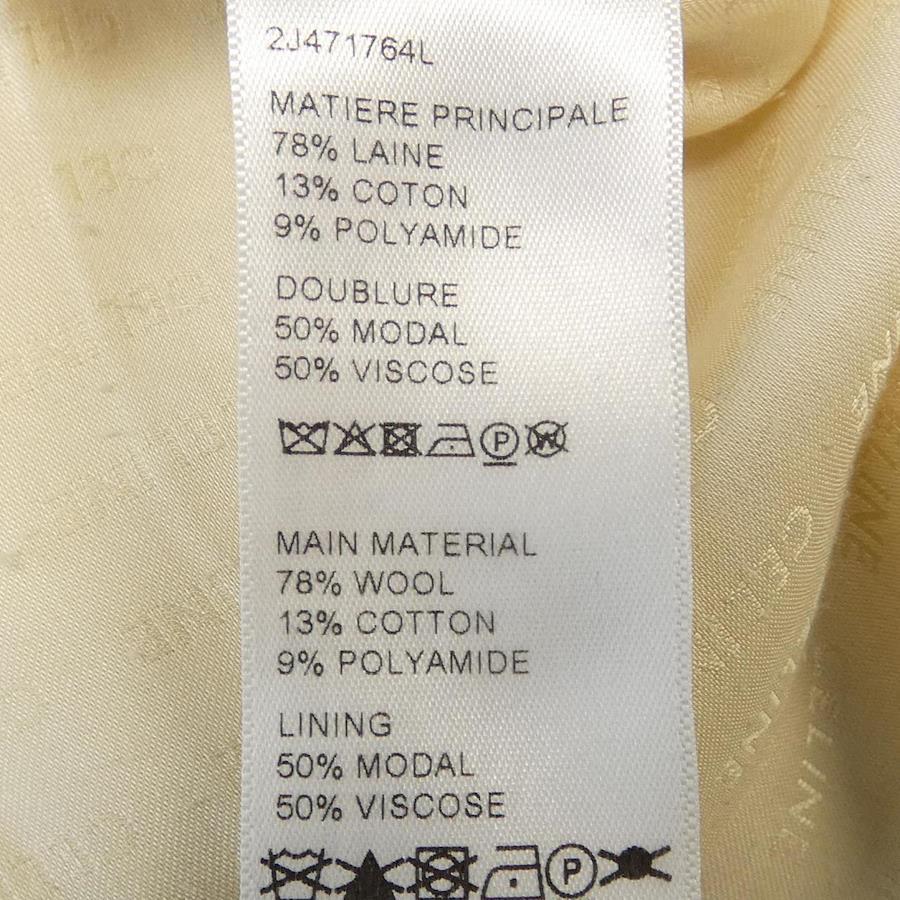 2J471764L
MATIERE PRINCIPALE
78% LAINE
13% COTON
9% POLYAMIDE
DOUBLURE
50% MODAL
50% VISCOSE
P W
MAIN MATERIAL
78% WOOL
13% COTTON
9% POLYAMIDE
LINING
50% MODAL
50% VISCOSE
P